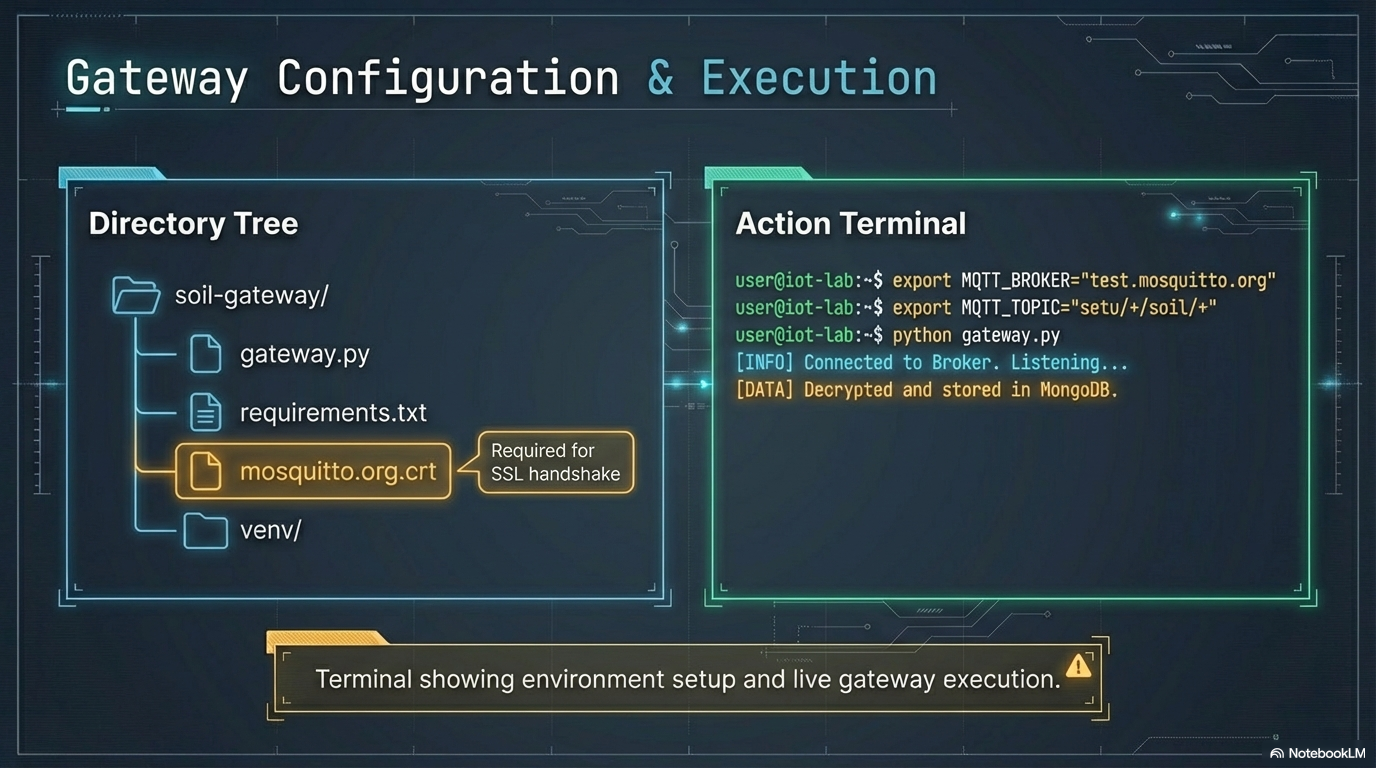 Gateway Configuration & Execution
Directory Tree
soil-gateway/
gateway.py
requirements.txt
mosquitto.org.crt
Required for
SSL handshake
venv/
Action Terminal
user@iot-lab:~$ export MQTT_BROKER="test.mosquitto.org"
user@iot-lab:~$ export MQTT_TOPIC="setu/+/soil/+"
user@iot-lab:~$ python gateway.py
[INFO] Connected to Broker. Listening...
[DATA] Decrypted and stored in MongoDB.
Terminal showing environment setup and live gateway execution.
NotebookLM